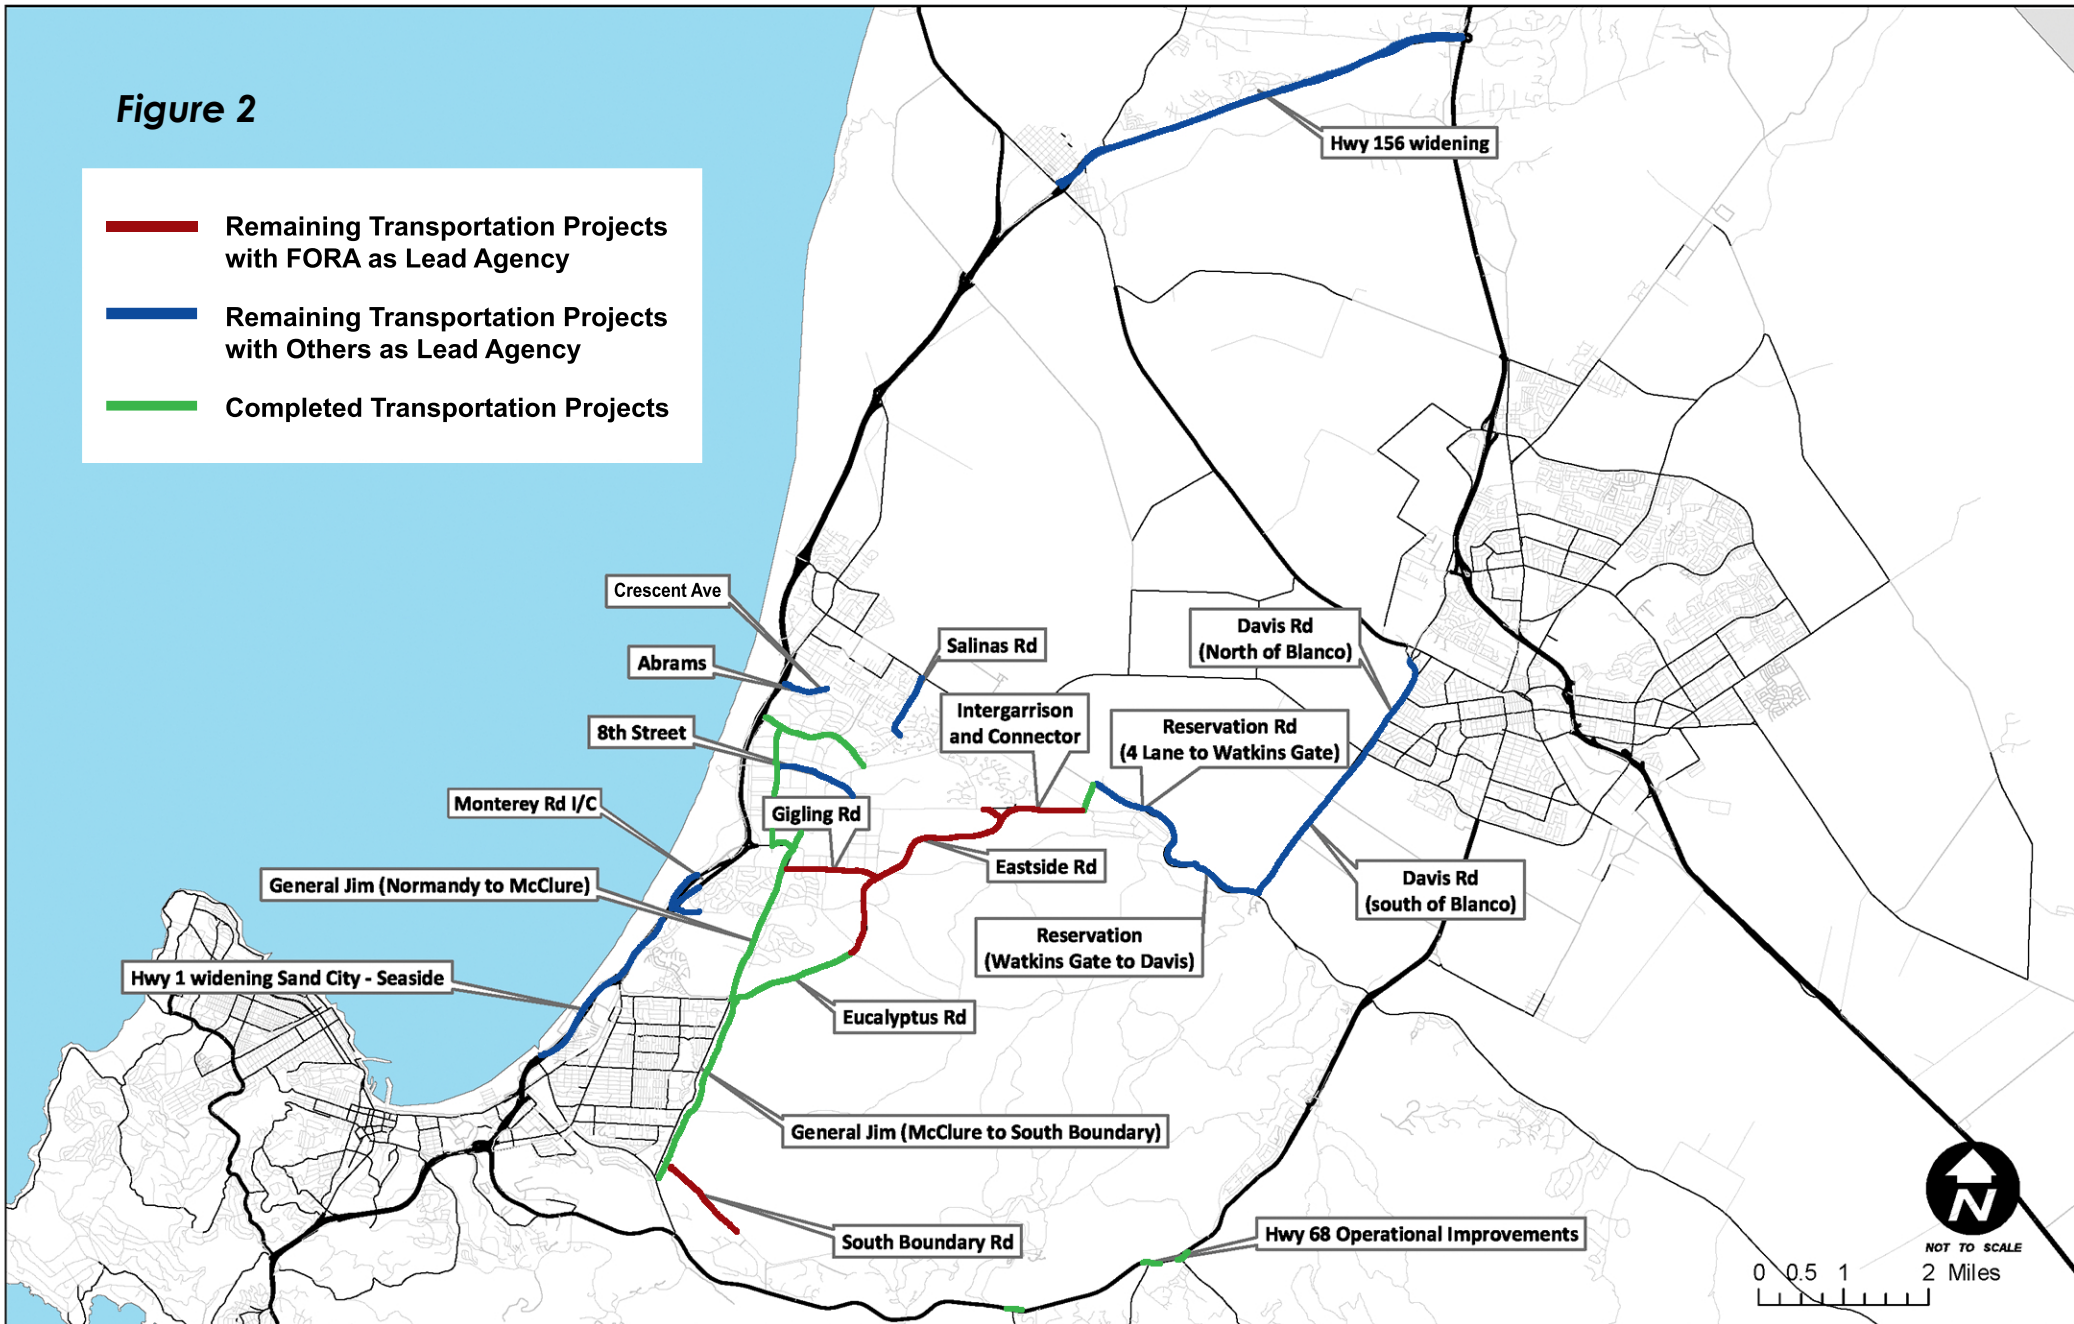 Figure 2
Remaining Transportation Projects
with FORA as Lead Agency
Remaining Transportation Projects
with Others as Lead Agency
Completed Transportation Projects
Hwy 156 widening
Crescent Ave
Abrams
Salinas Rd
Davis Rd
(North of Blanco)
8th Street
Intergarrison
and Connector
Reservation Rd
(4 Lane to Watkins Gate)
Monterey Rd I/C
Gigling Rd
General Jim (Normandy to McClure)
Eastside Rd
Davis Rd
(south of Blanco)
Reservation
(Watkins Gate to Davis)
Hwy 1 widening Sand City - Seaside
Eucalyptus Rd
General Jim (McClure to South Boundary)
South Boundary Rd
Hwy 68 Operational Improvements
N
NOT TO SCALE
0 0.5 1 2 Miles